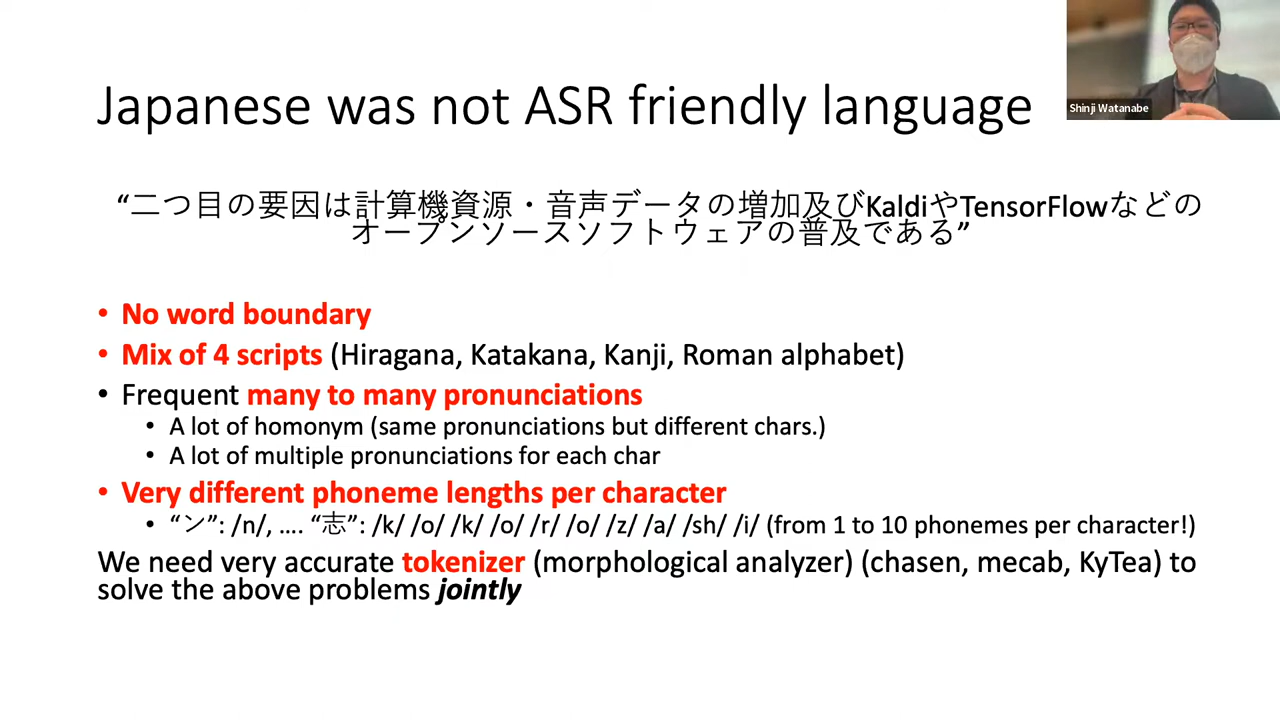 Japanese was not ASR friendly language
Shinji Watanabe
“二つ目の要因は計算機資源・音声データの増加及びKaldiやTensorFlowなどの
オープンソースソフトウェアの普及である”
• No word boundary
• Mix of 4 scripts (Hiragana, Katakana, Kanji, Roman alphabet)
• Frequent many to many pronunciations
• A lot of homonym (same pronunciations but different chars.)
• A lot of multiple pronunciations for each char
• Very different phoneme lengths per character
• “ン”: /n/, …. “志”: /k/ /o/ /k/ /o/ /r/ /o/ /z/ /a/ /sh/ /i/ (from 1 to 10 phonemes per character!)
We need very accurate tokenizer (morphological analyzer) (chasen, mecab, KyTea) to
solve the above problems jointly